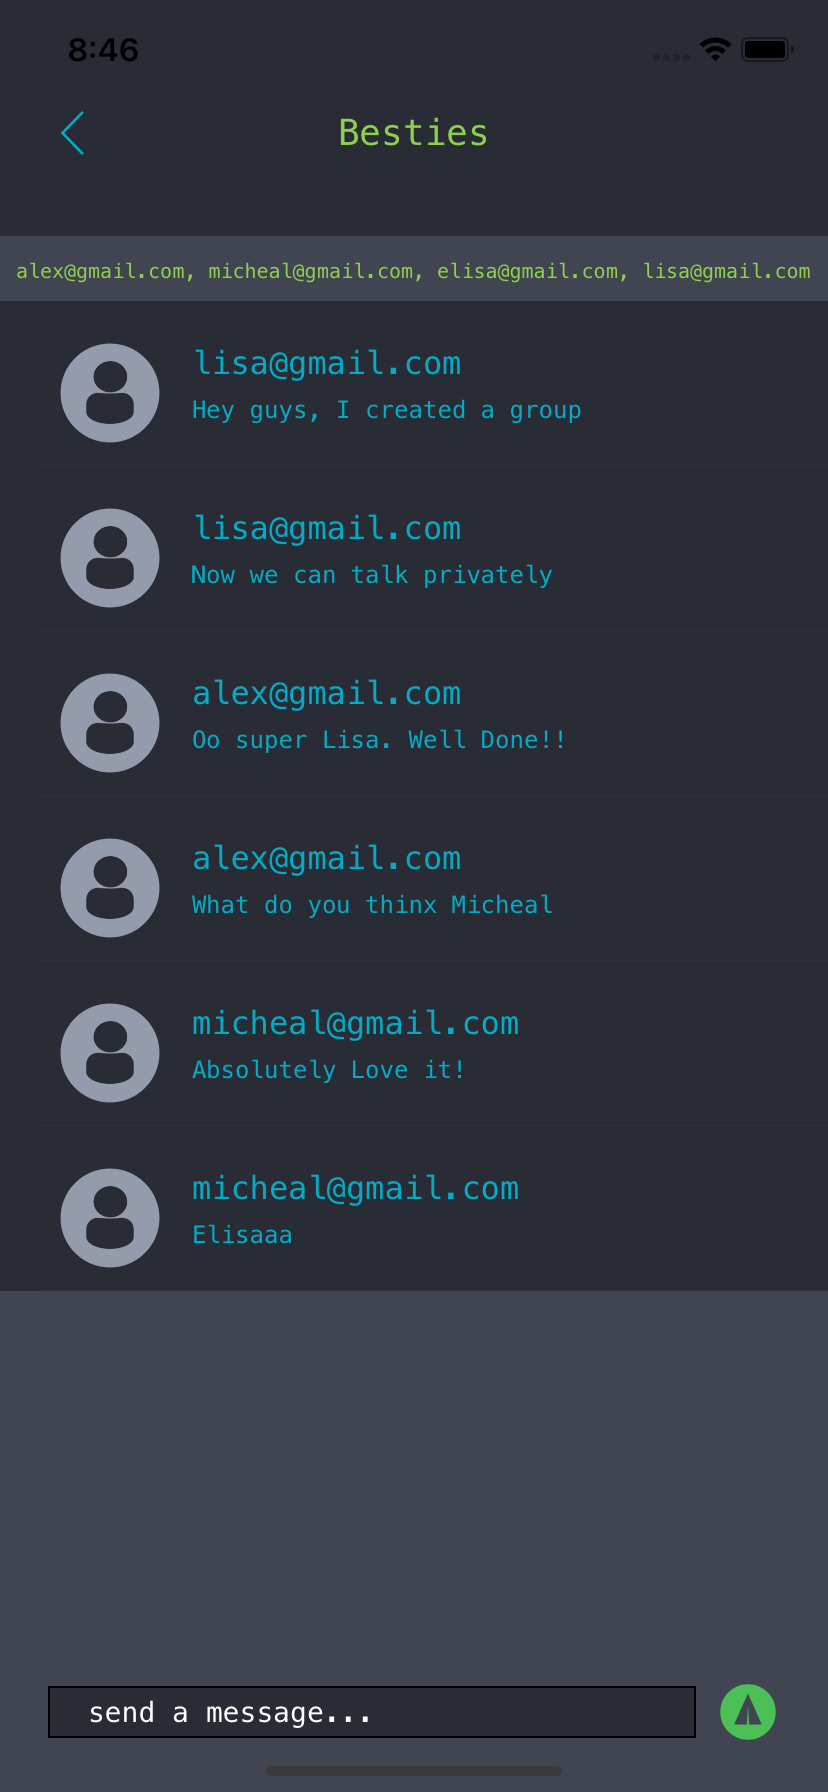 8:46
Besties
alex@gmail.com, micheal@gmail.com, elisa@gmail.com, lisa@gmail.com
lisa@gmail.com
Hey guys, I created a group
lisa@gmail.com
Now we can talk privately
alex@gmail.com
Oo super Lisa. Well Done!!
alex@gmail.com
What do you thinx Micheal
micheal@gmail.com
Absolutely Love it!
micheal@gmail.com
Elisaaa
send a message...